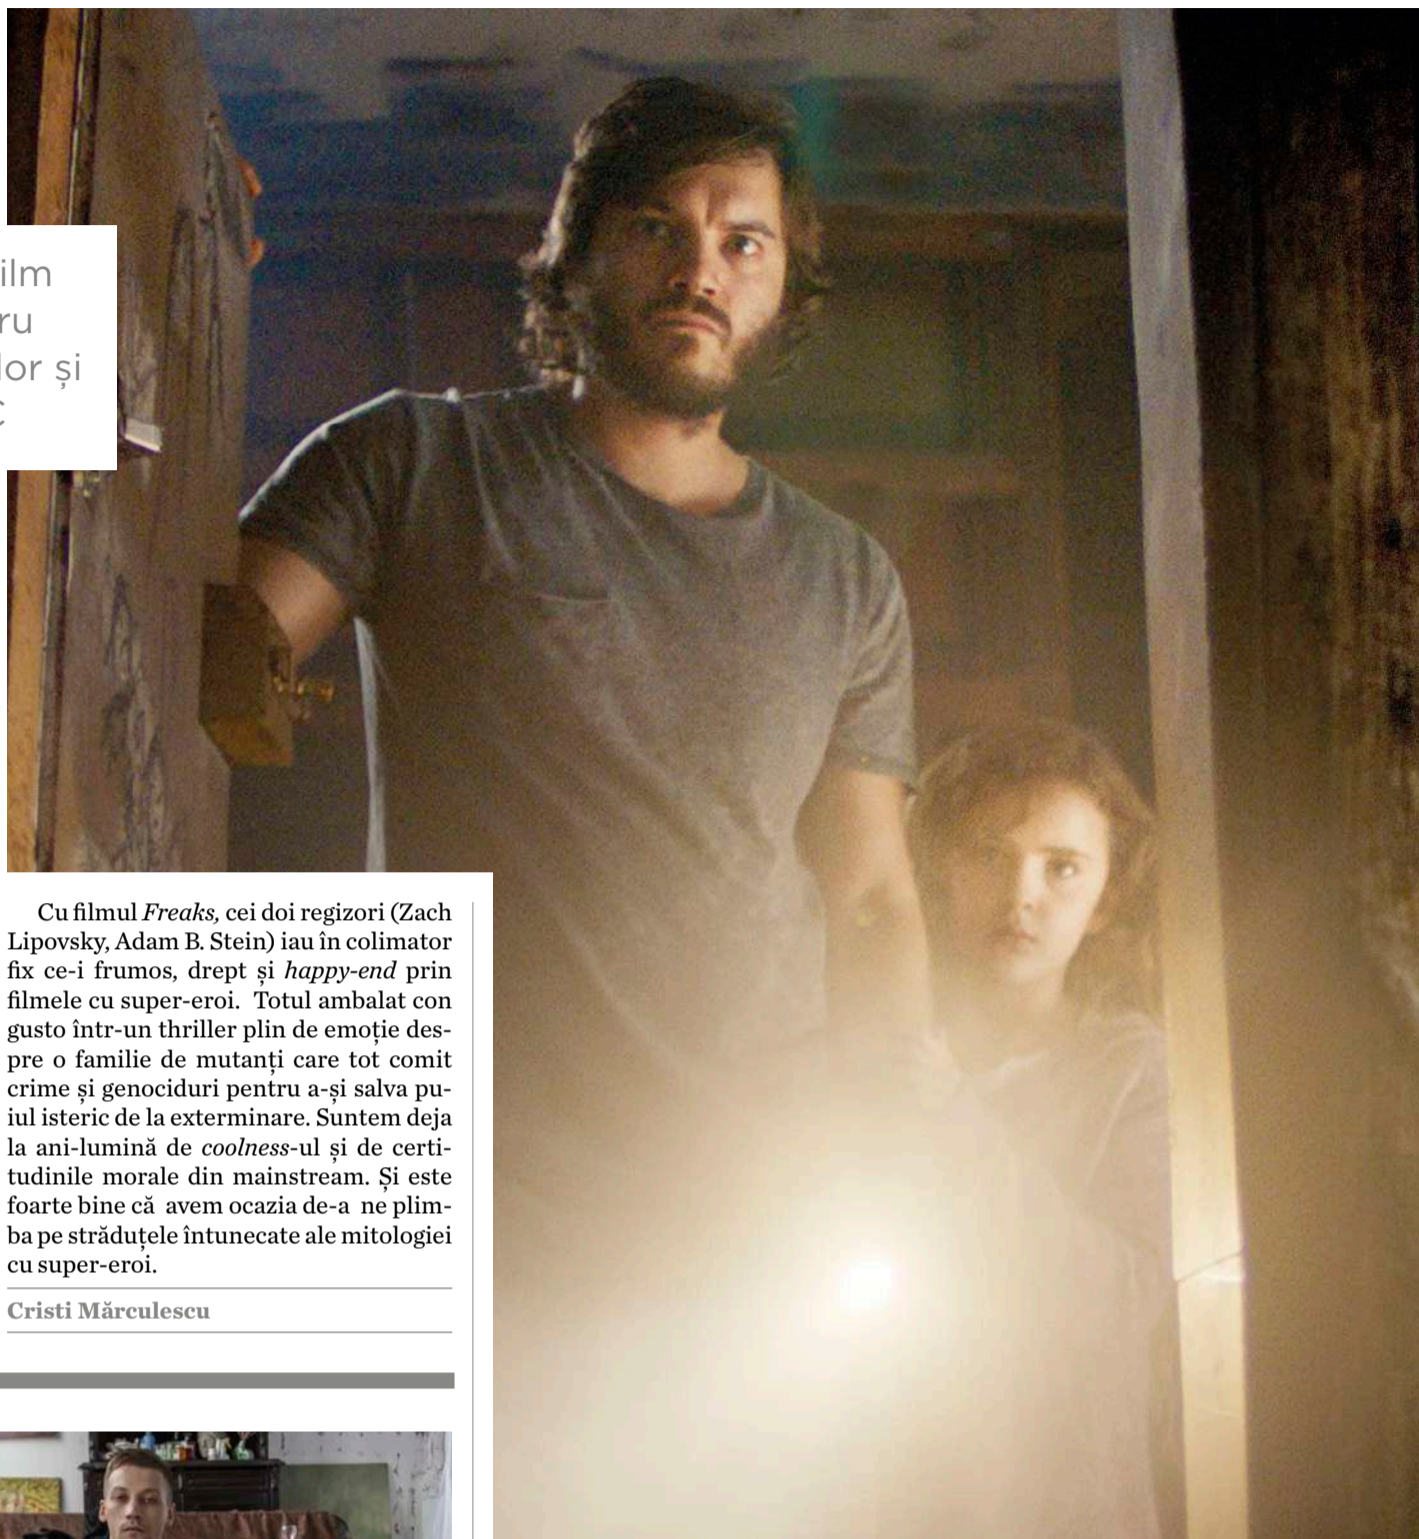 ilm
ru
lor și
Cu filmul Freaks, cei doi regizori (Zach
Lipovsky, Adam B. Stein) iau în colimator
fix ce-i frumos, drept și happy-end prin
filmele cu super-eroi. Totul ambalat con
gusto într-un thriller plin de emoție des-
pre o familie de mutanți care tot comit
crime și genociduri pentru a-și salva pu-
iul isteric de la exterminare. Suntem deja
la ani-lumină de coolness-ul și de certi-
tudinile morale din mainstream. Și este
foarte bine că avem ocazia de-a ne plim-
ba pe străduțele întunecate ale mitologiei
cu super-eroi.
Cristi Mărculescu